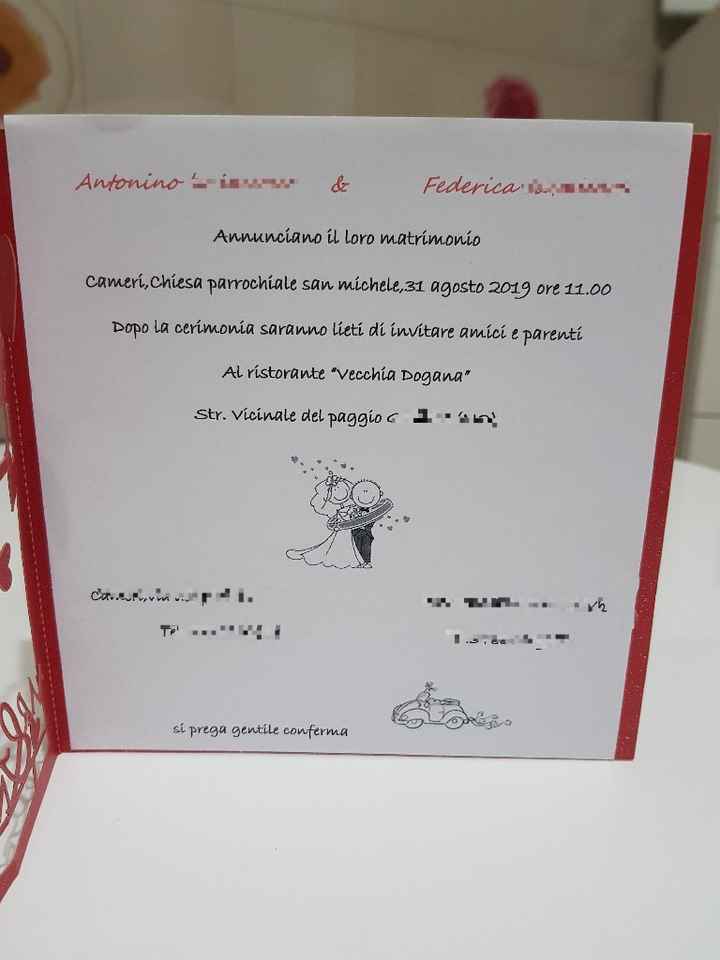 Antonino & Federica
Annunciano il loro matrimonio
Cameri,Chiesa parrochiale san michele,31 agosto 2019 ore 11.00
Dopo la cerimonia saranno lieti di invitare amici e parenti
Al ristorante “Vecchia Dogana”
Str. Vicinale del paggio
si prega gentile conferma